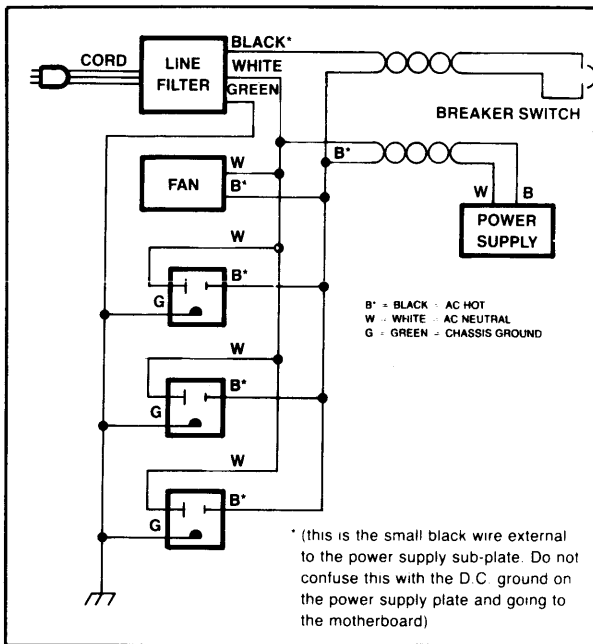 BLACK*
CORD
LINE
FILTER
WHITE
GREEN
BREAKER SWITCH
B*
W
FAN
B*
W B
POWER
SUPPLY
W
B*
G
B* = BLACK = AC HOT
W = WHITE = AC NEUTRAL
G = GREEN = CHASSIS GROUND
W
B*
G
W
B*
G
* (this is the small black wire external
to the power supply sub-plate. Do not
confuse this with the D.C. ground on
the power supply plate and going to
the motherboard)